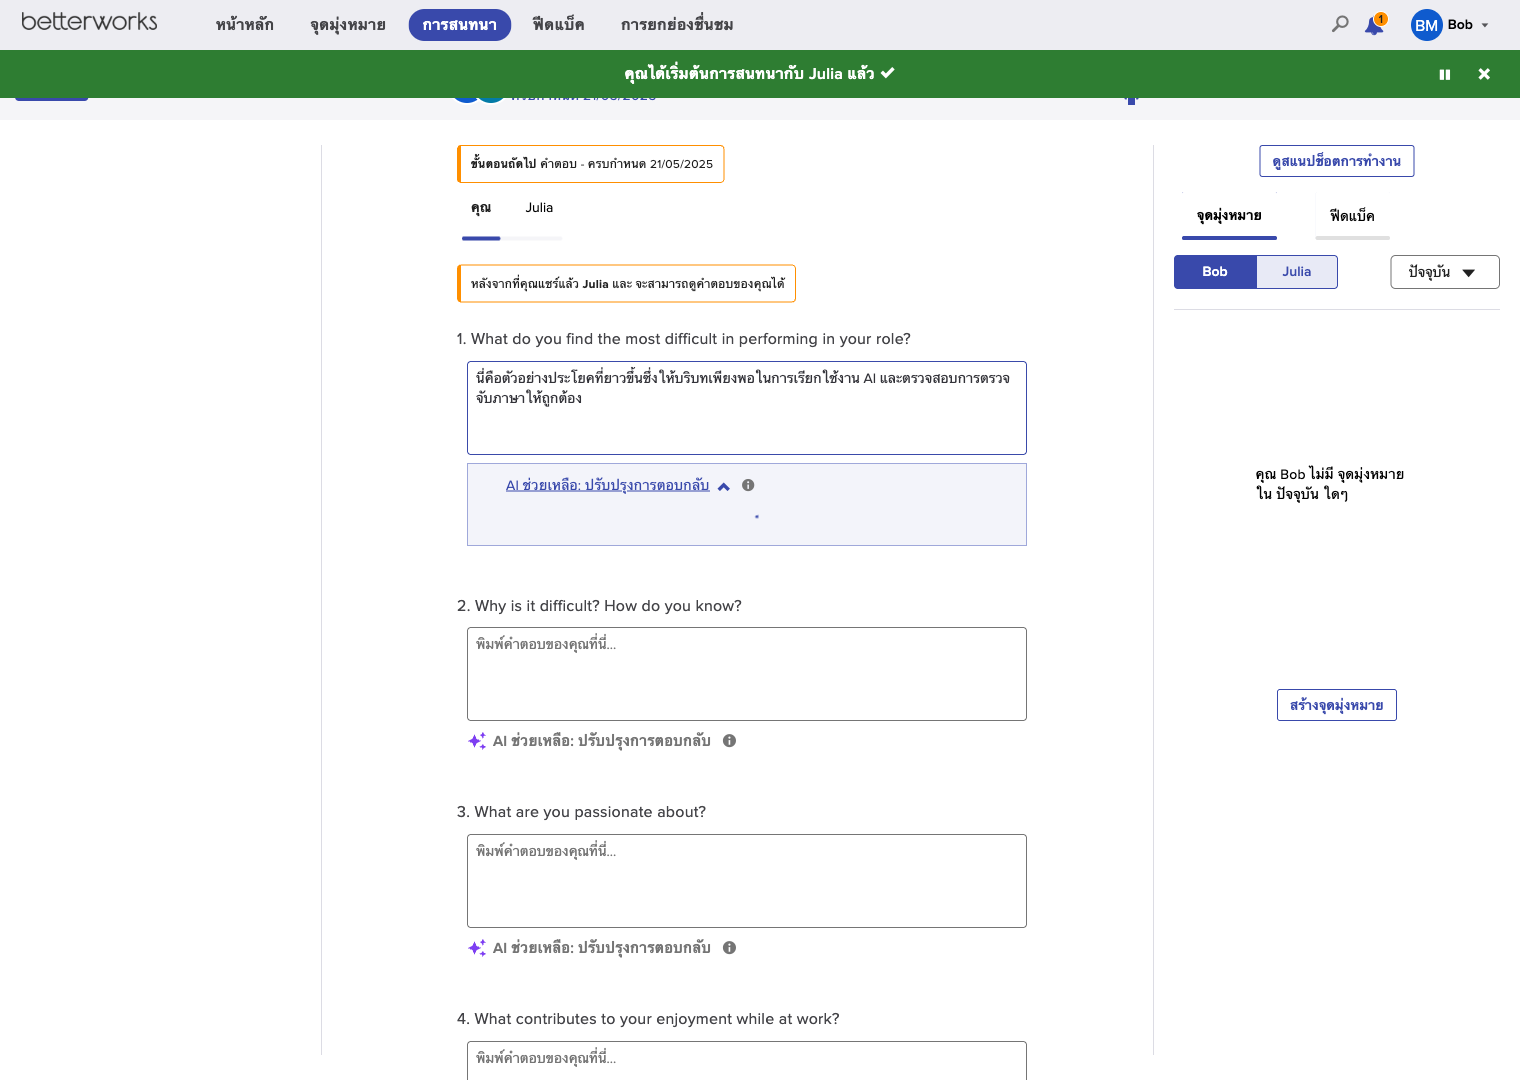 betterworks
หน้าหลัก
จุดมุ่งหมาย
การสนทนา
ฟีดแบ็ค
การยกย่องชื่นชม
1
BM
Bob
คุณได้เริ่มต้นการสนทนากับ Julia แล้ว
ขั้นตอนถัดไป คำตอบ - ครบกำหนด 21/05/2025
คุณ
Julia
หลังจากที่คุณแชร์แล้ว Julia และ จะสามารถดูคำตอบของคุณได้
1. What do you find the most difficult in performing in your role?
นี่คือตัวอย่างประโยคที่ยาวขึ้นซึ่งให้บริบทเพียงพอในการเรียกใช้งาน AI และตรวจสอบการตรวจ
จับภาษาให้ถูกต้อง
AI ช่วยเหลือ: ปรับปรุงการตอบกลับ
2. Why is it difficult? How do you know?
พิมพ์คำตอบของคุณที่นี่...
AI ช่วยเหลือ: ปรับปรุงการตอบกลับ
3. What are you passionate about?
พิมพ์คำตอบของคุณที่นี่...
AI ช่วยเหลือ: ปรับปรุงการตอบกลับ
4. What contributes to your enjoyment while at work?
พิมพ์คำตอบของคุณที่นี่...
ดูสแนปช็อตการทำงาน
จุดมุ่งหมาย
ฟีดแบ็ค
Bob
Julia
ปัจจุบัน
คุณ Bob ไม่มี จุดมุ่งหมาย
ใน ปัจจุบัน ใดๆ
สร้างจุดมุ่งหมาย